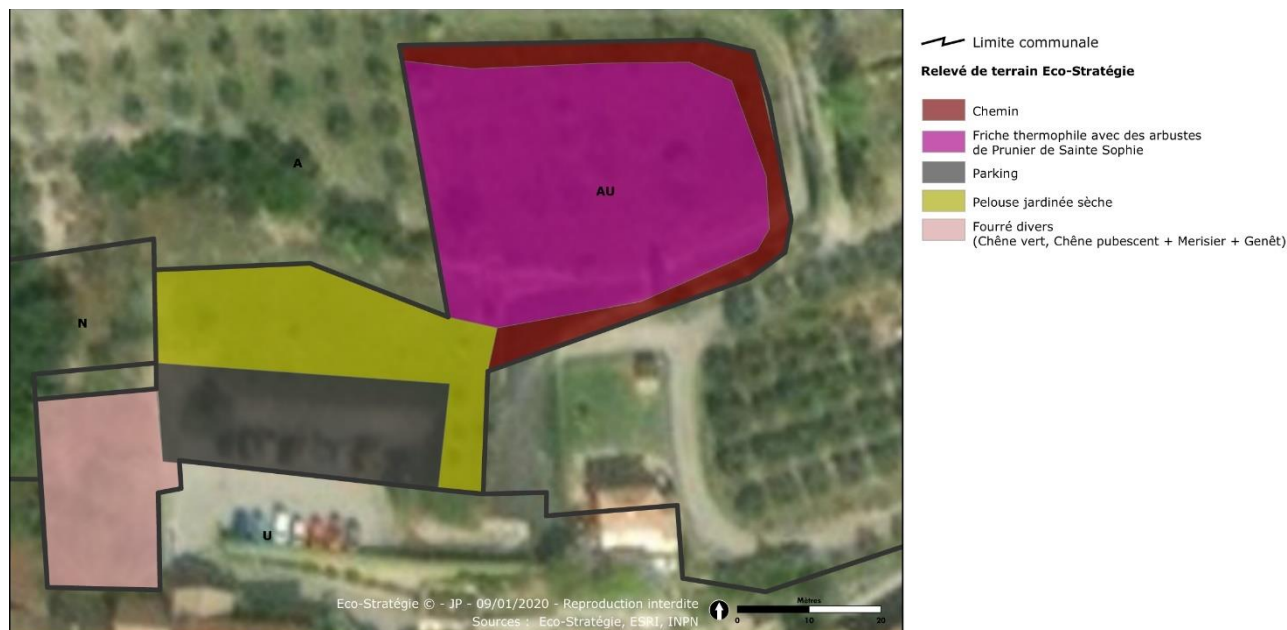 Limite communale
Relevé de terrain Eco-Stratégie
Chemin
Friche thermophile avec des arbustes
de Prunier de Sainte Sophie
Parking
Pelouse jardinée sèche
Fourré divers
(Chêne vert, Chêne pubescent + Merisier + Genêt)
A
AU
N
U
Eco-Stratégie © - JP - 09/01/2020 - Reproduction interdite
Sources : Eco-Stratégie, ESRI, INPN
Mètres
0 10 20